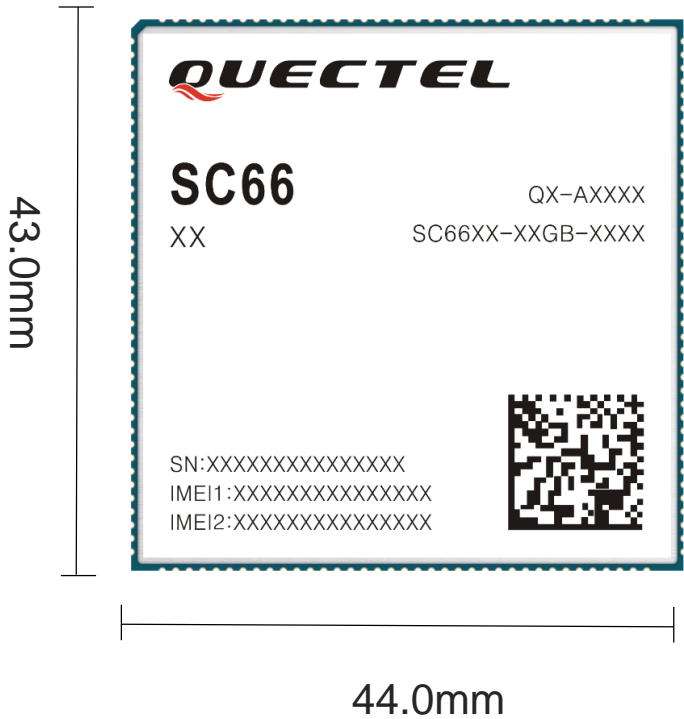 QUECTEL
SC66
XX
QX-AXXXX
SC66XX-XXGB-XXXX
SN:XXXXXXXXXXXXXXX
IMEI1:XXXXXXXXXXXXXXX
IMEI2:XXXXXXXXXXXXXXX
43.0mm
44.0mm